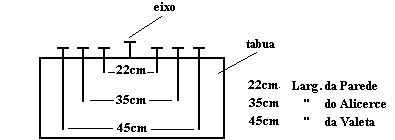 eixo
tabua
22cm
35cm
45cm
22cm Larg. da Parede
35cm " do Alicerce
45cm " da Valeta